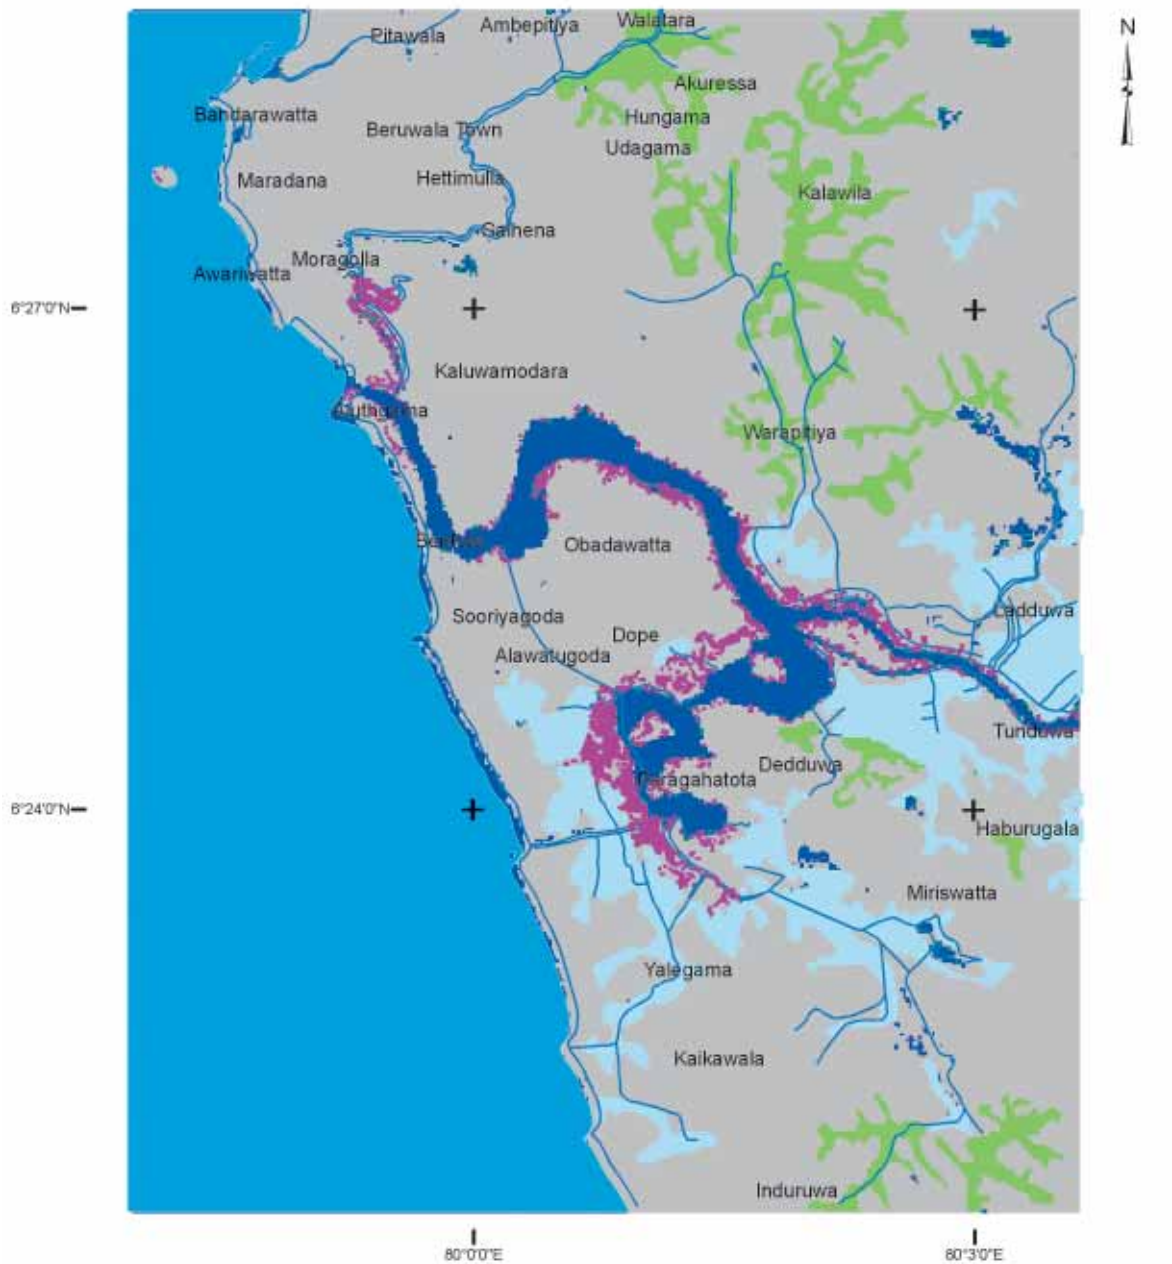 Walatara
Ambepitiya
N
Pitawala
Akuressa
Bandarawatta
Hungama
Beruwala Town
Udagama
Maradana
Hettimulla
Kalawila
Galhena
Moragolla
Awariwatta
6°27'0"N
Kaluwamodara
Aluthgama
Warapitiya
Obadawatta
Sooriyagoda
Ladduwa
Dope
Alawatugoda
Tunduwa
Dedduwa
Paragahatota
6°24'0"N
Haburugala
Miriswatta
Yalegama
Kaikawala
Induruwa
80°0'0"E
80°3'0"E